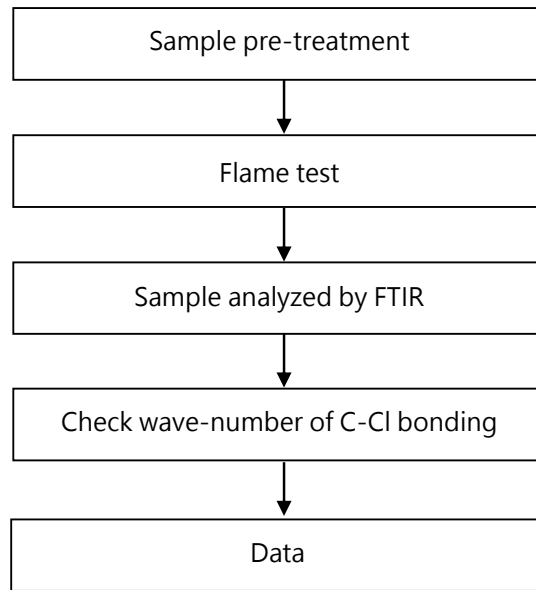 Sample pre-treatment
Flame test
Sample analyzed by FTIR
Check wave-number of C-Cl bonding
Data